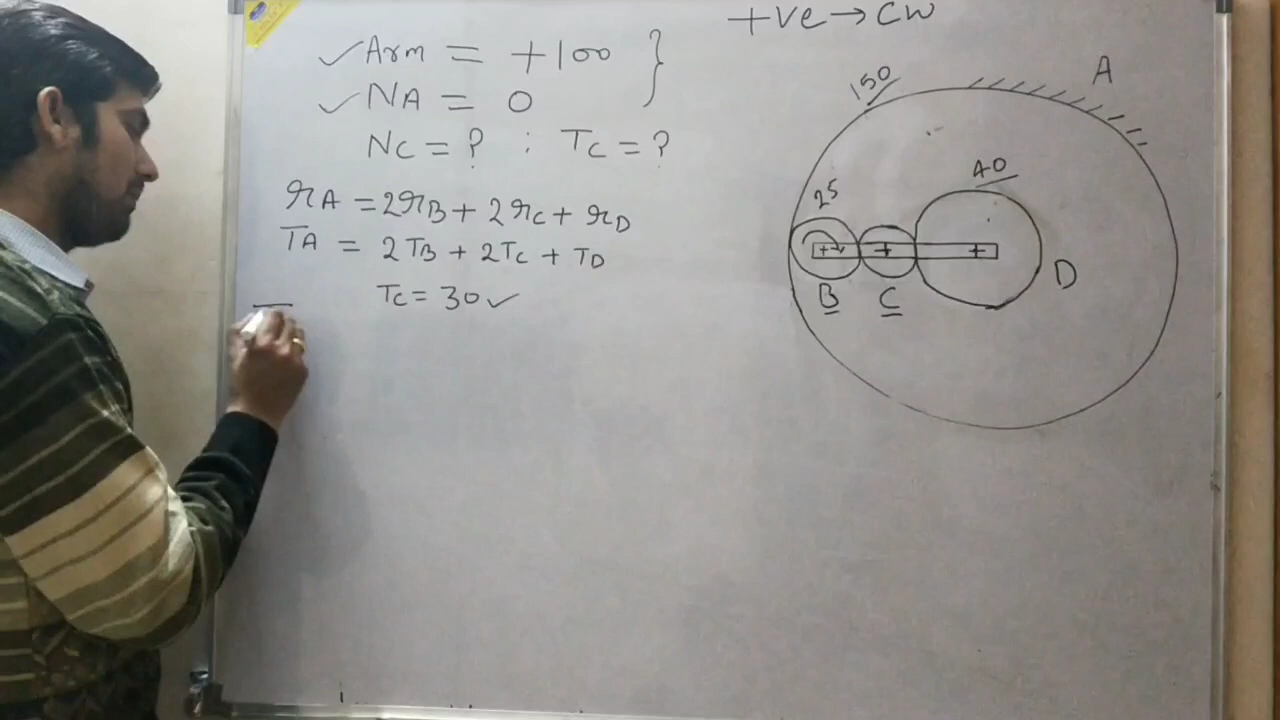 +ve → CW
✓ Arm = +100 }
✓ NA = 0
NC = ? : TC = ?
rA = 2rB + 2rC + rD
TA = 2TB + 2TC + TD
TC = 30 ✓
150
A
25
40
B
C
D